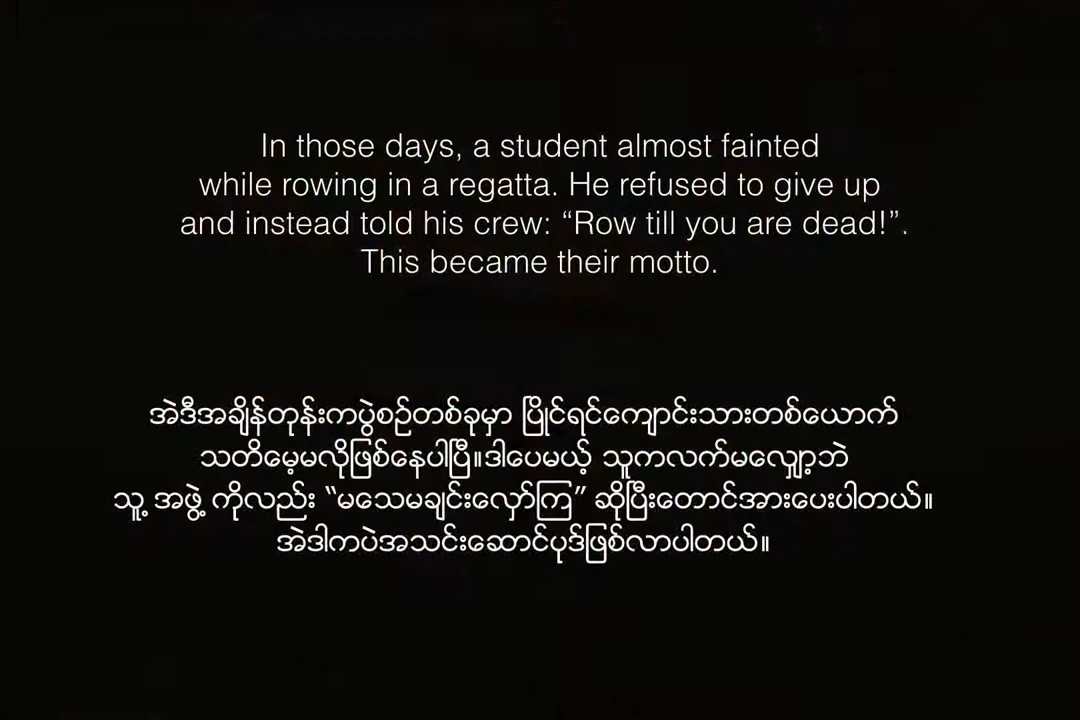 In those days, a student almost fainted
while rowing in a regatta. He refused to give up
and instead told his crew: “Row till you are dead!”.
This became their motto.
အဲဒီအချိန်တုန်းကပွဲစဉ်တစ်ခုမှာ ပြိုင်ရင်ကျောင်းသားတစ်ယောက်
သတိမေ့မလိုဖြစ်နေပါပြီ။ဒါပေမယ့် သူကလက်မလျှော့ဘဲ
သူ့ အဖွဲ့ ကိုလည်း “မသေမချင်းလှော်ကြ” ဆိုပြီးတောင်အားပေးပါတယ်။
အဲဒါကပဲအသင်းဆောင်ပုဒ်ဖြစ်လာပါတယ်။